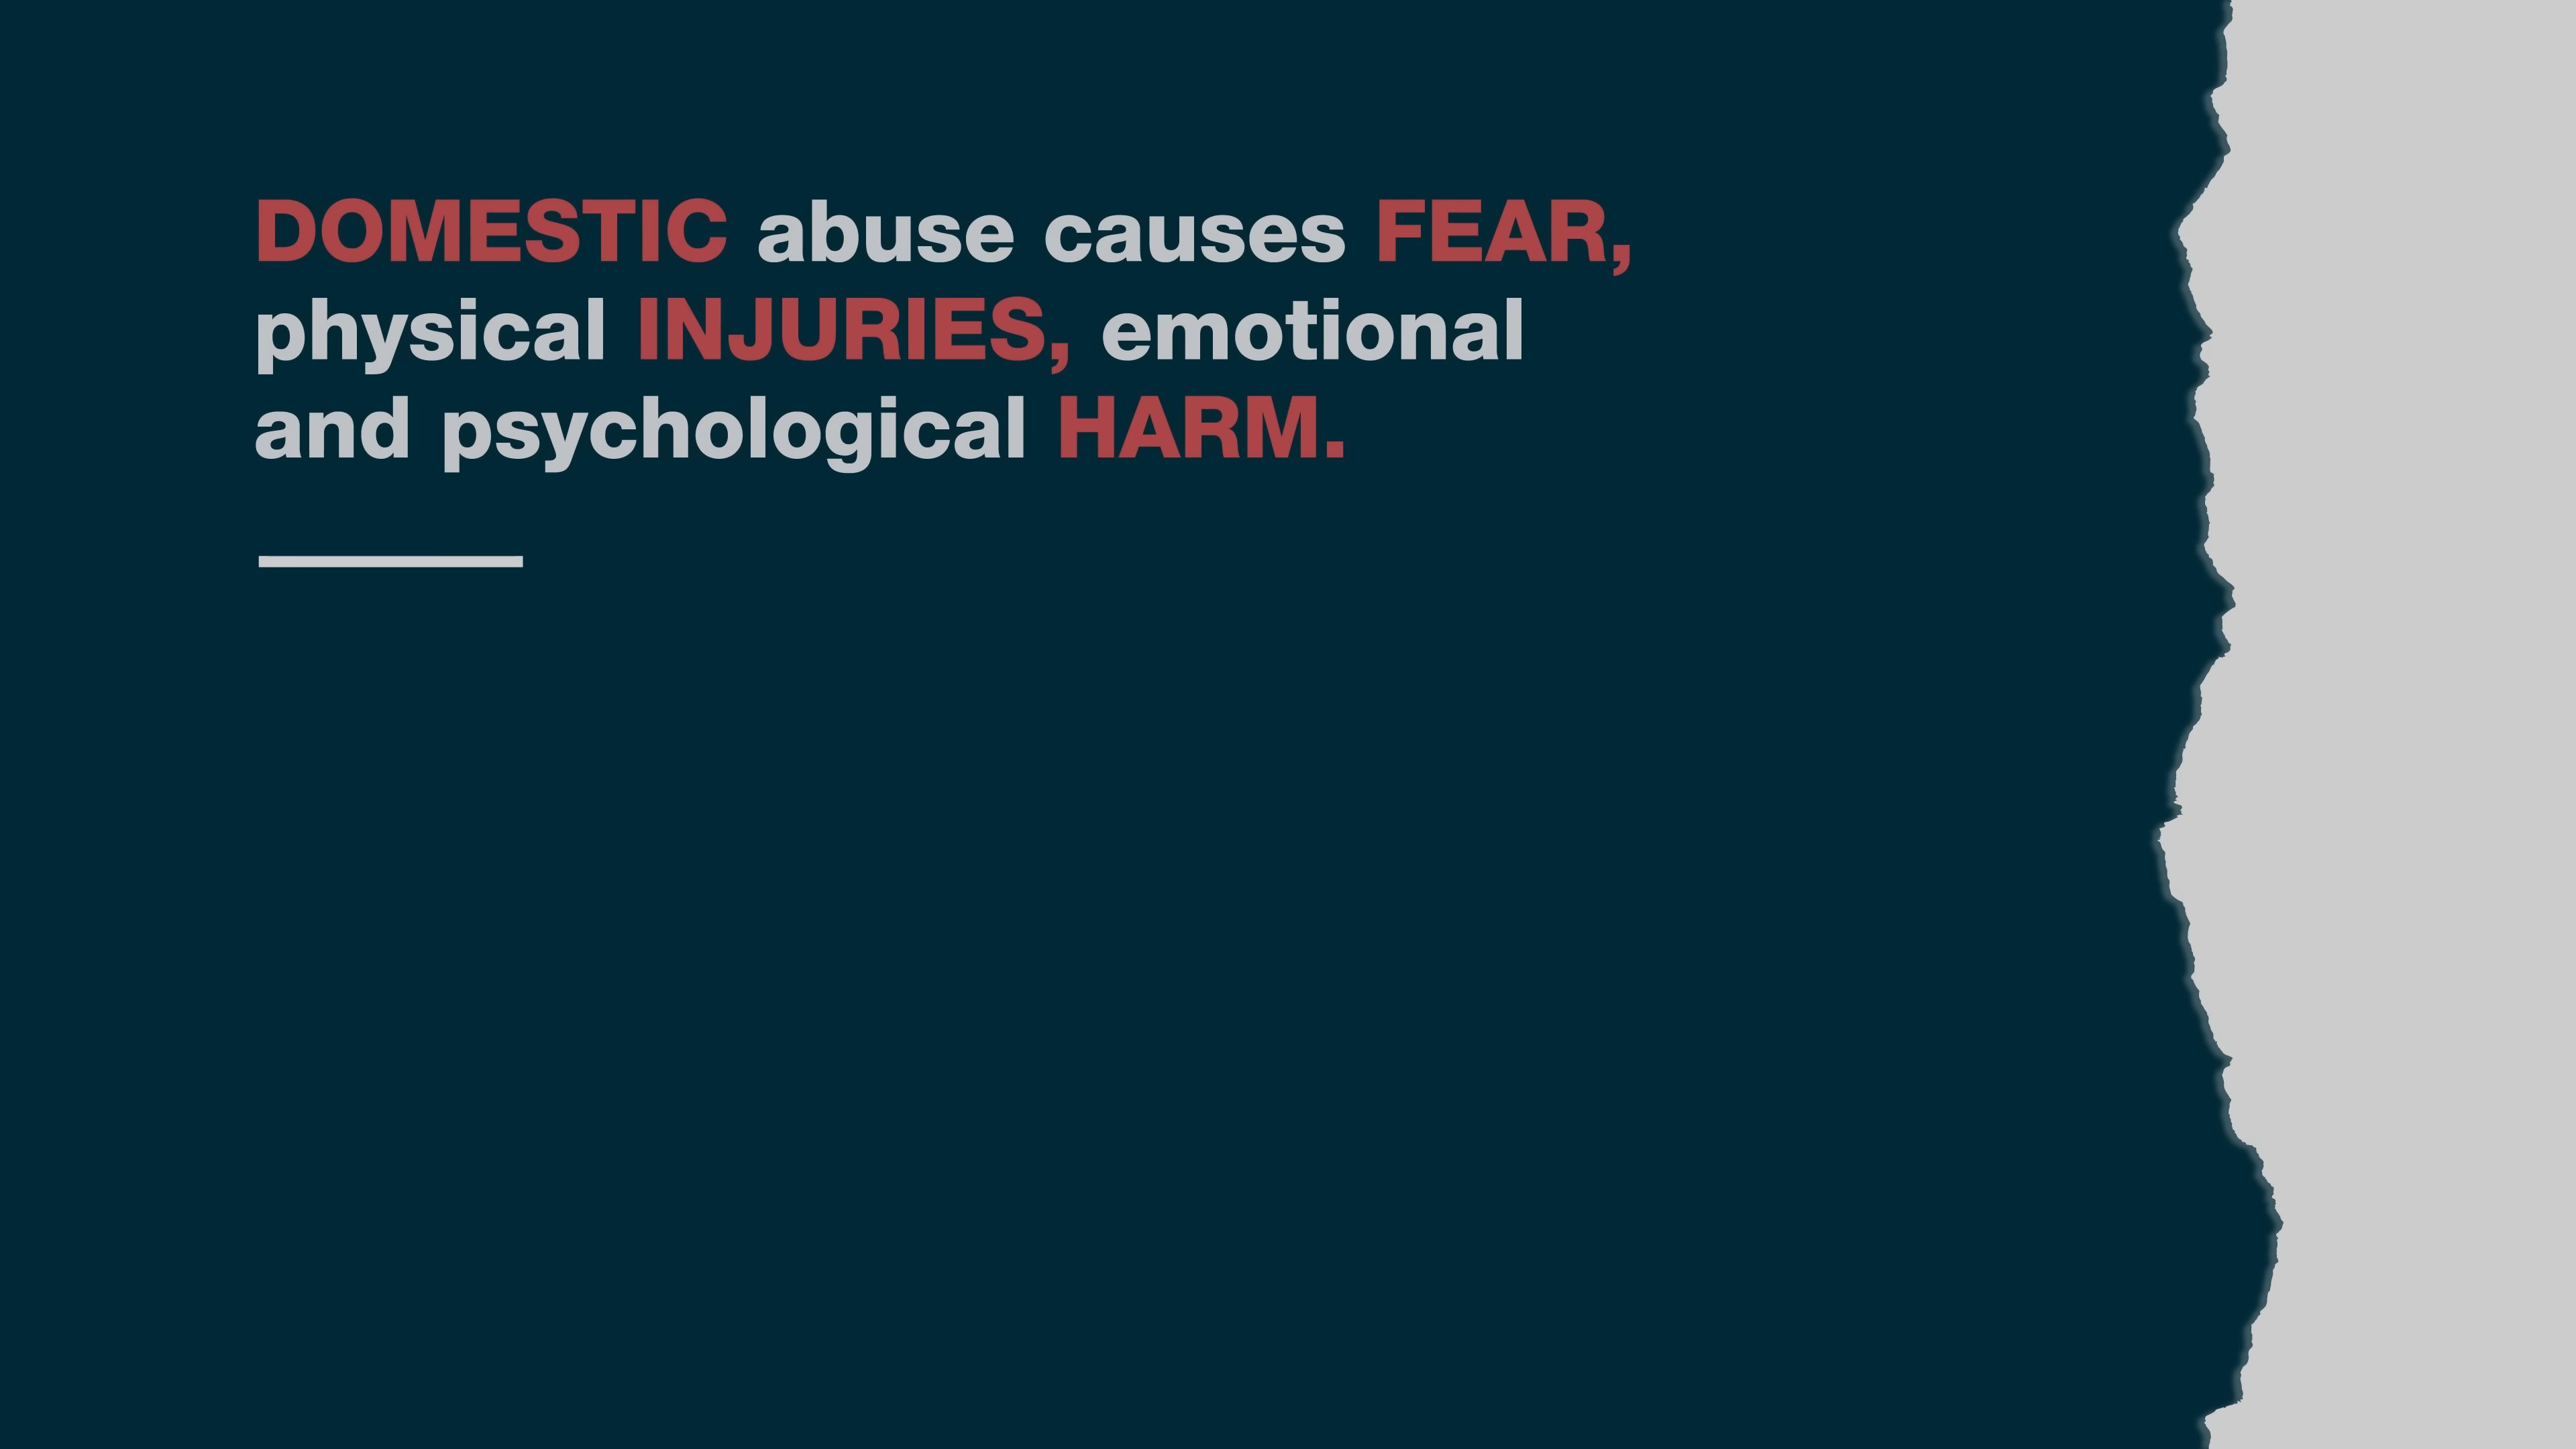 DOMESTIC abuse causes FEAR,
physical INJURIES, emotional
and psychological HARM.